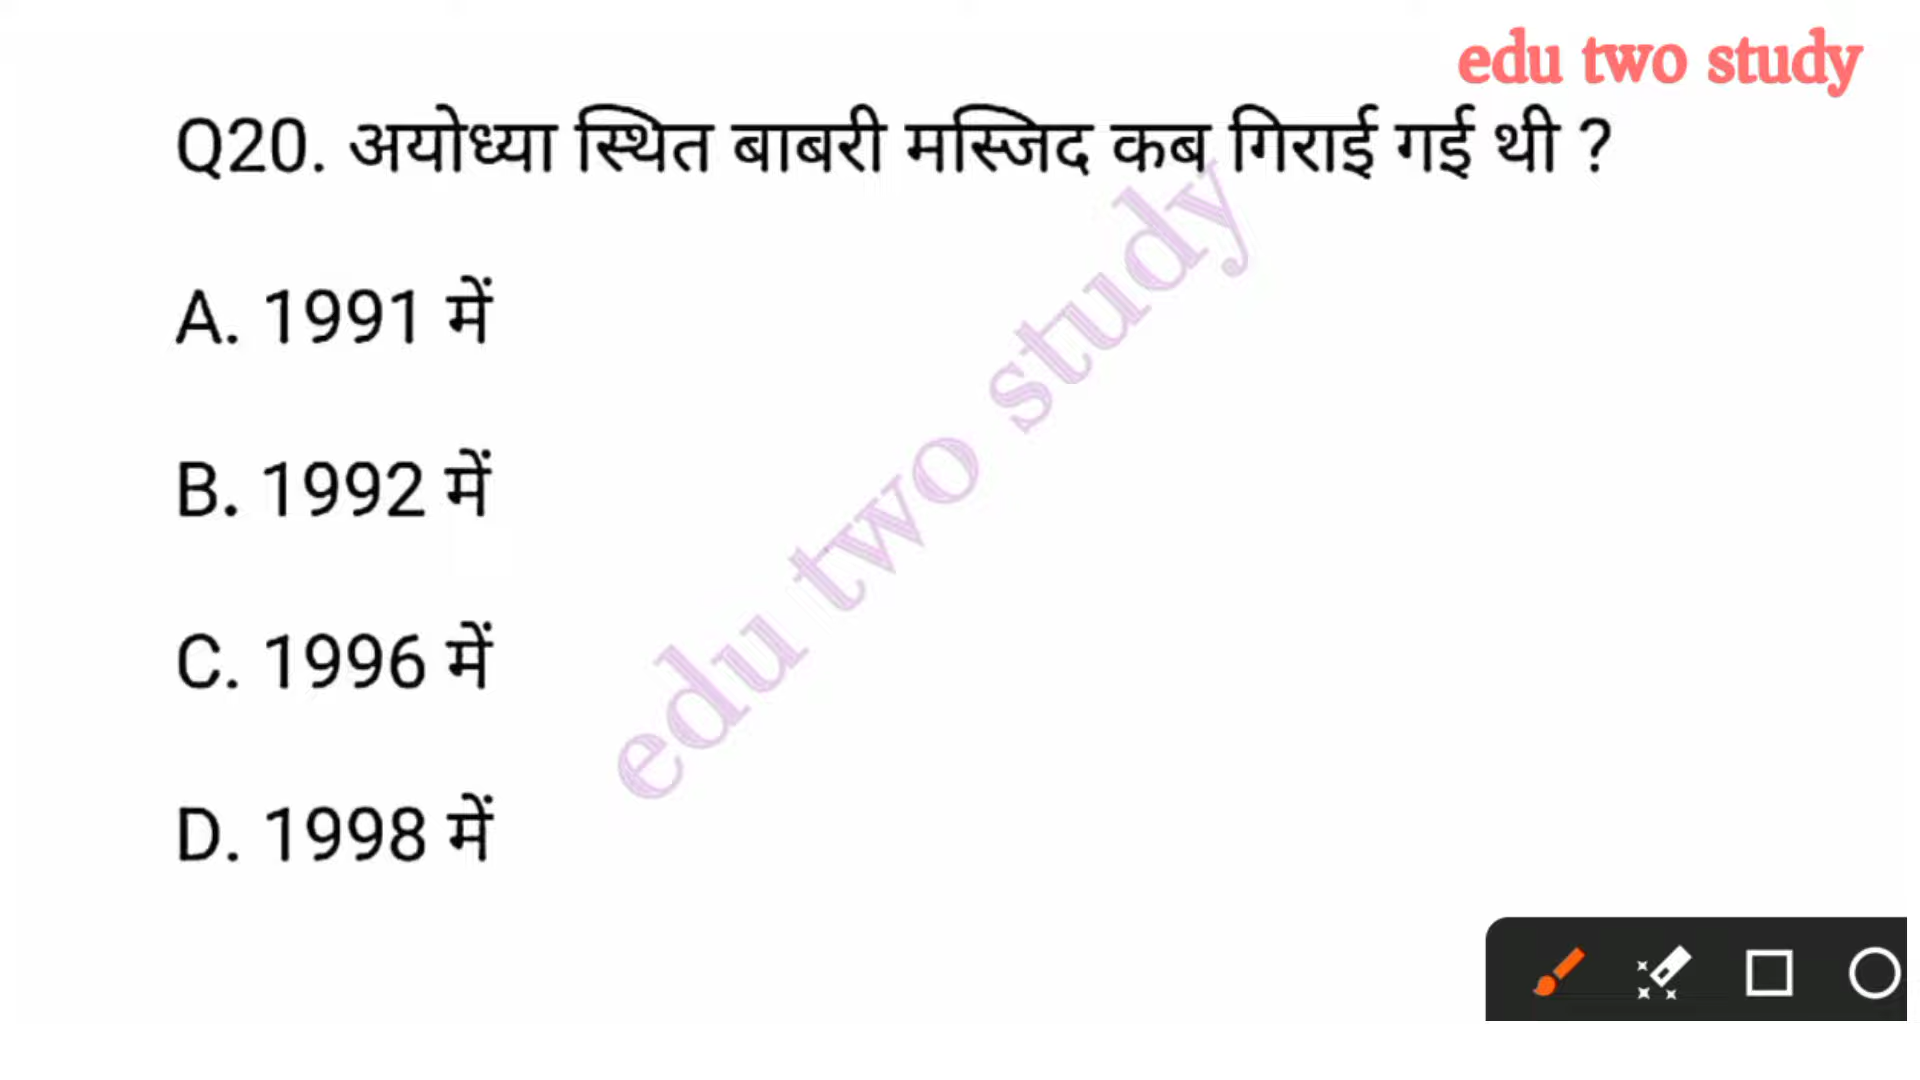 edu two study
Q20. अयोध्या स्थित बाबरी मस्जिद कब गिराई गई थी ?
A. 1991 में
B. 1992 में
C. 1996 में
D. 1998 में
edu two study